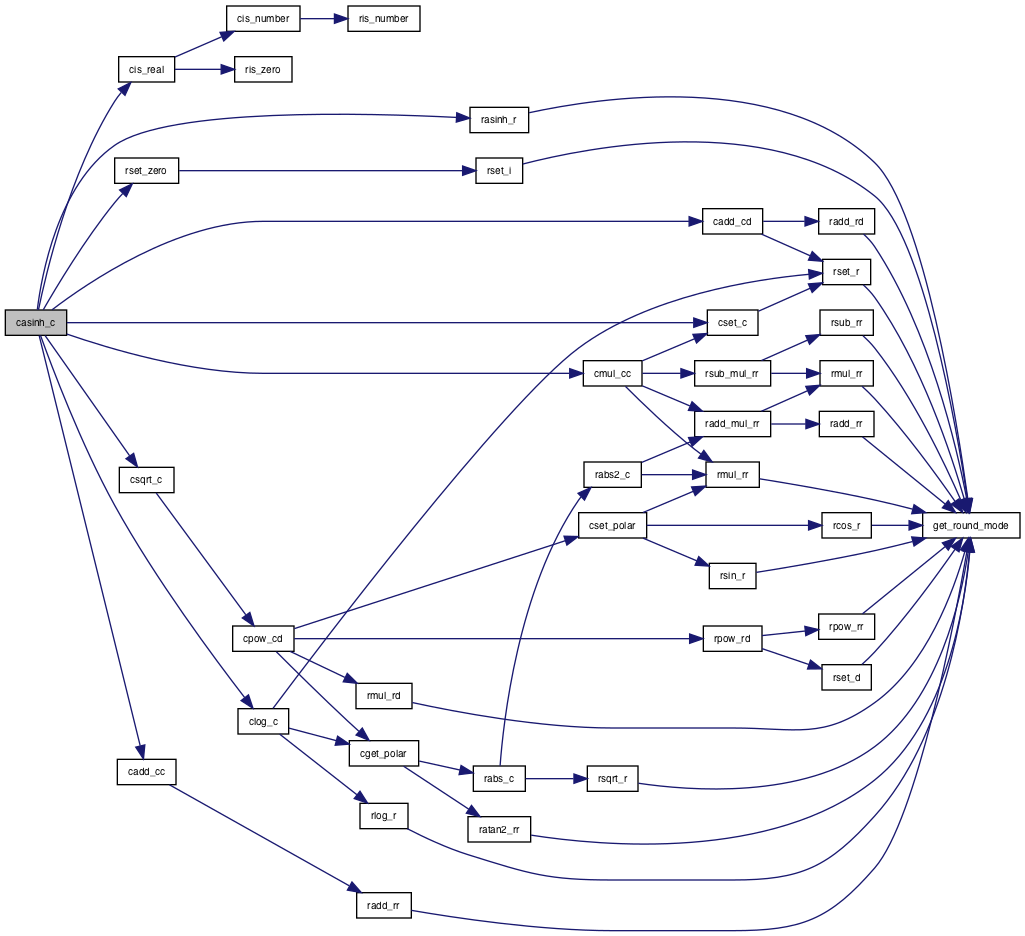 cis_number
ris_number
cis_real
ris_zero
rasinh_r
rset_zero
rset_i
cadd_cd
radd_rd
rset_r
casinh_c
cset_c
rsub_rr
cmul_cc
rsub_mul_rr
rmul_rr
radd_mul_rr
radd_rr
csqrt_c
rabs2_c
rmul_rr
cset_polar
rcos_r
get_round_mode
rsin_r
cpow_cd
rpow_rd
rpow_rr
rset_d
rmul_rd
clog_c
cget_polar
cadd_cc
rabs_c
rsqrt_r
rlog_r
ratan2_rr
radd_rr